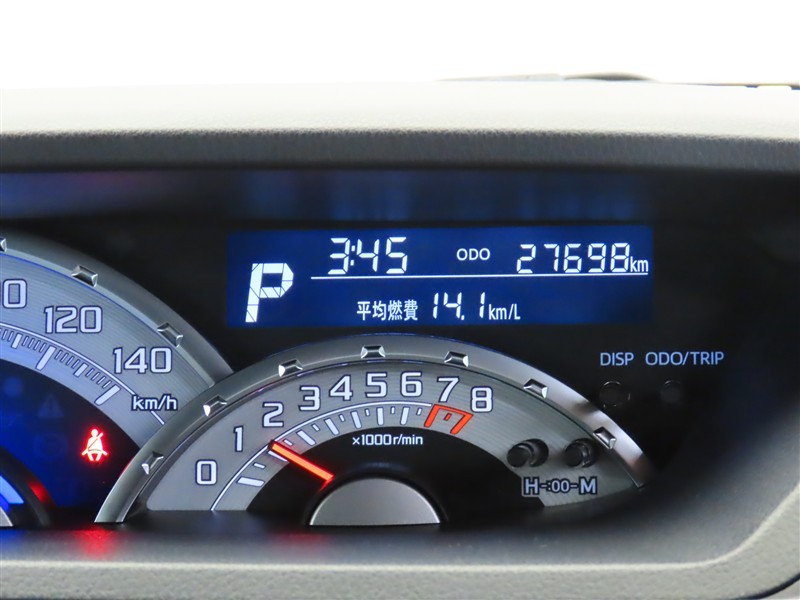 3:45 ODO 27698km
P
平均燃費 14.1km/L
DISP ODO/TRIP
120
140
km/h
0 1 2 3 4 5 6 7 8
×1000r/min
H-:00-M